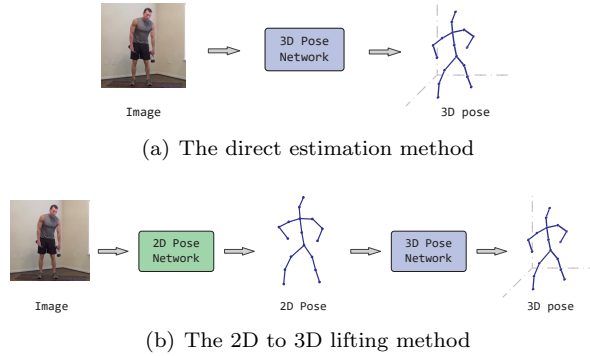 3D Pose
Network
Image
3D pose
(a) The direct estimation method
2D Pose
Network
3D Pose
Network
Image
2D Pose
3D pose
(b) The 2D to 3D lifting method